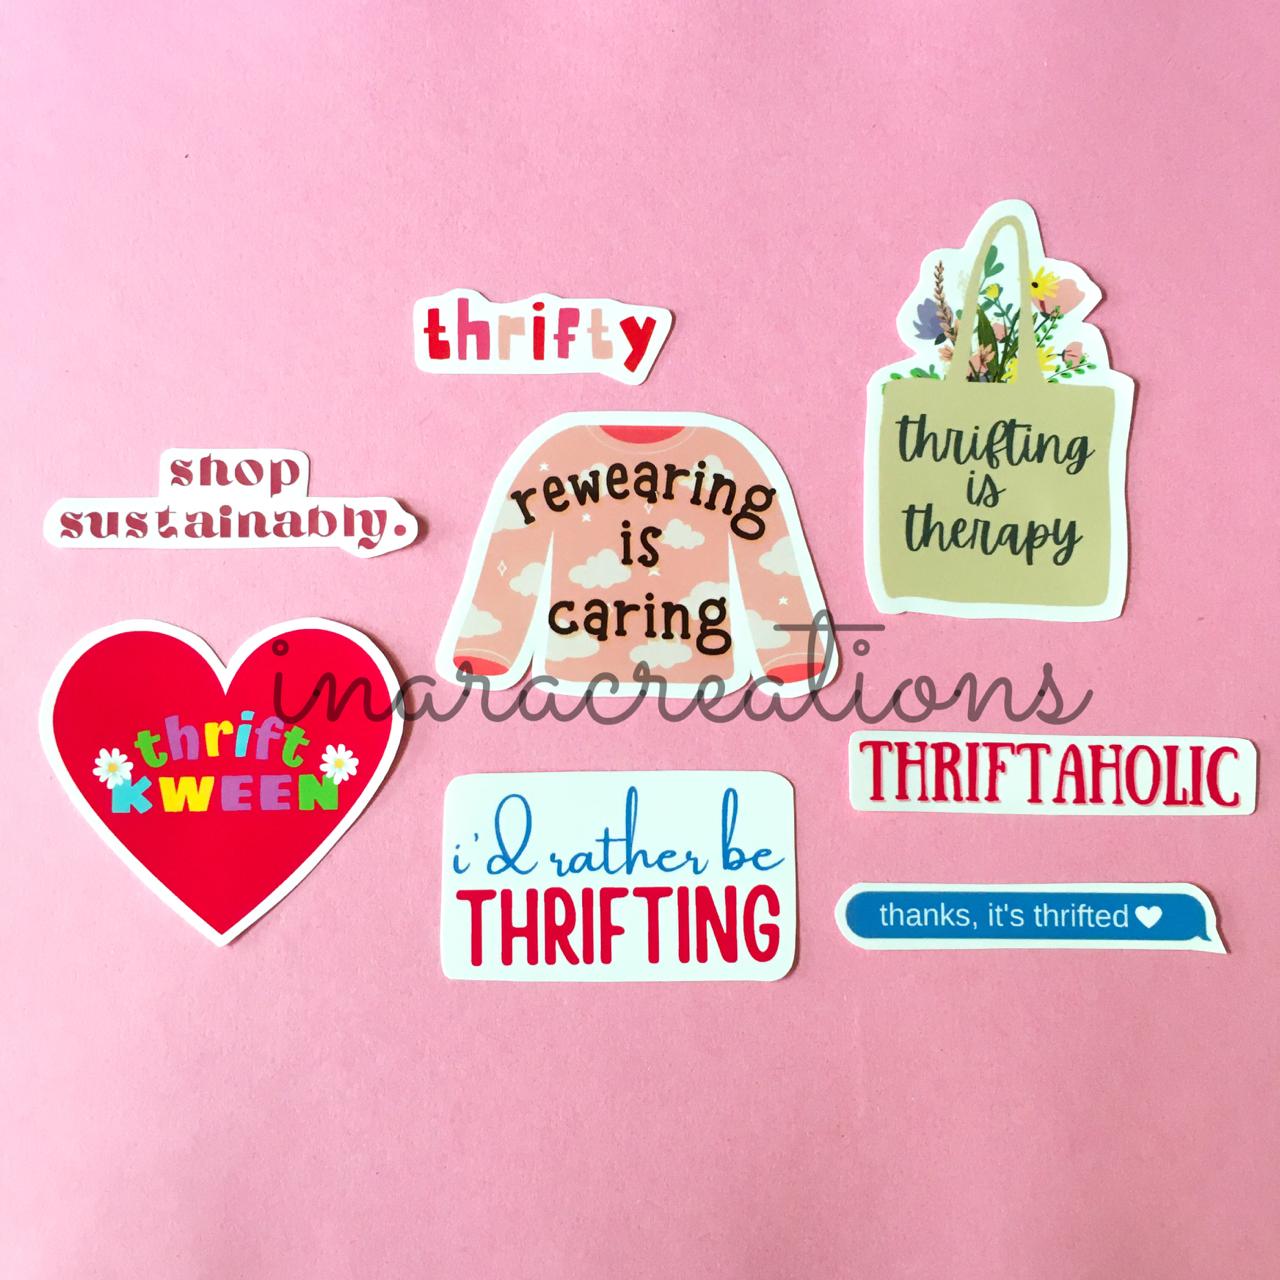 thrifty
shop
sustainably.
rewearing
is
caring
thrifting
is
therapy
inaracreations
thrift
KWEEN
THRIFTAHOLIC
i'd rather be
THRIFTING
thanks, it's thrifted